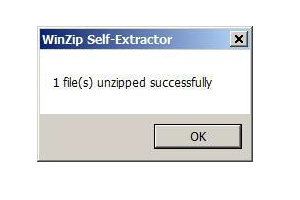 WinZip Self-Extractor
1 file(s) unzipped successfully
OK